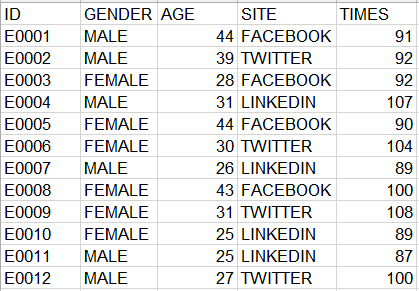 ID GENDER AGE SITE TIMES
E0001 MALE 44 FACEBOOK 91
E0002 MALE 39 TWITTER 92
E0003 FEMALE 28 FACEBOOK 92
E0004 MALE 31 LINKEDIN 107
E0005 FEMALE 44 FACEBOOK 90
E0006 FEMALE 30 TWITTER 104
E0007 MALE 26 LINKEDIN 89
E0008 FEMALE 43 FACEBOOK 100
E0009 FEMALE 31 TWITTER 108
E0010 FEMALE 25 LINKEDIN 89
E0011 MALE 25 LINKEDIN 87
E0012 MALE 27 TWITTER 100